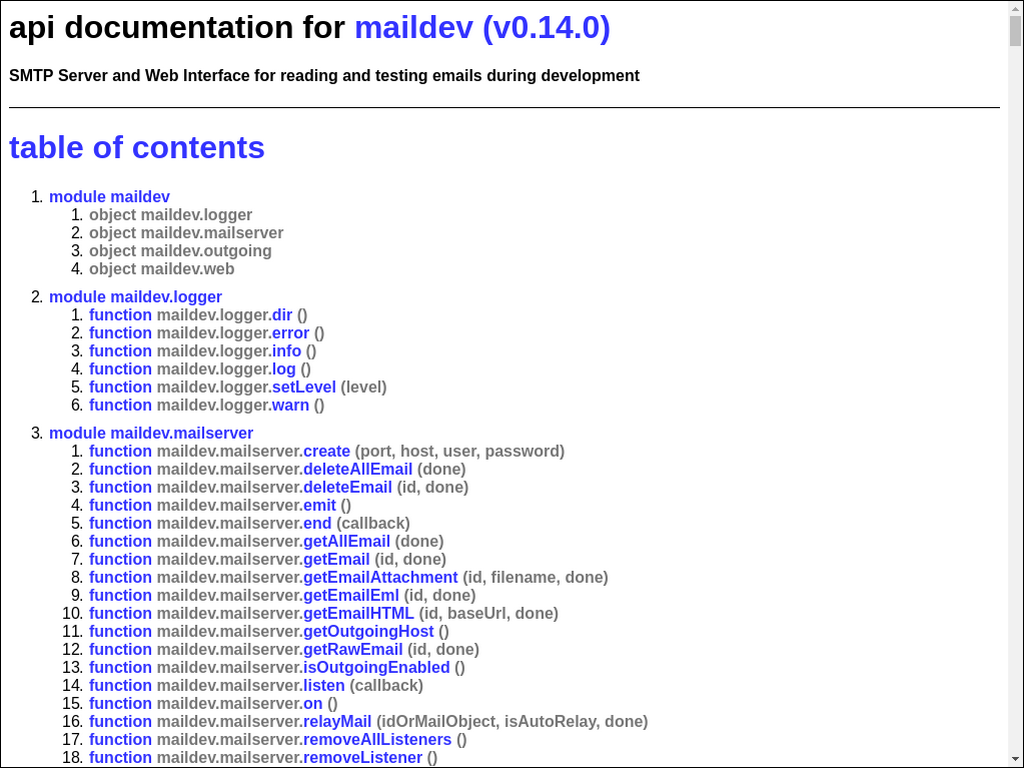 api documentation for maildev (v0.14.0)
SMTP Server and Web Interface for reading and testing emails during development
table of contents
1. module maildev
1. object maildev.logger
2. object maildev.mailserver
3. object maildev.outgoing
4. object maildev.web
2. module maildev.logger
1. function maildev.logger.dir ()
2. function maildev.logger.error ()
3. function maildev.logger.info ()
4. function maildev.logger.log ()
5. function maildev.logger.setLevel (level)
6. function maildev.logger.warn ()
3. module maildev.mailserver
1. function maildev.mailserver.create (port, host, user, password)
2. function maildev.mailserver.deleteAllEmail (done)
3. function maildev.mailserver.deleteEmail (id, done)
4. function maildev.mailserver.emit ()
5. function maildev.mailserver.end (callback)
6. function maildev.mailserver.getAllEmail (done)
7. function maildev.mailserver.getEmail (id, done)
8. function maildev.mailserver.getEmailAttachment (id, filename, done)
9. function maildev.mailserver.getEmailEml (id, done)
10. function maildev.mailserver.getEmailHTML (id, baseUrl, done)
11. function maildev.mailserver.getOutgoingHost ()
12. function maildev.mailserver.getRawEmail (id, done)
13. function maildev.mailserver.isOutgoingEnabled ()
14. function maildev.mailserver.listen (callback)
15. function maildev.mailserver.on ()
16. function maildev.mailserver.relayMail (idOrMailObject, isAutoRelay, done)
17. function maildev.mailserver.removeAllListeners ()
18. function maildev.mailserver.removeListener ()